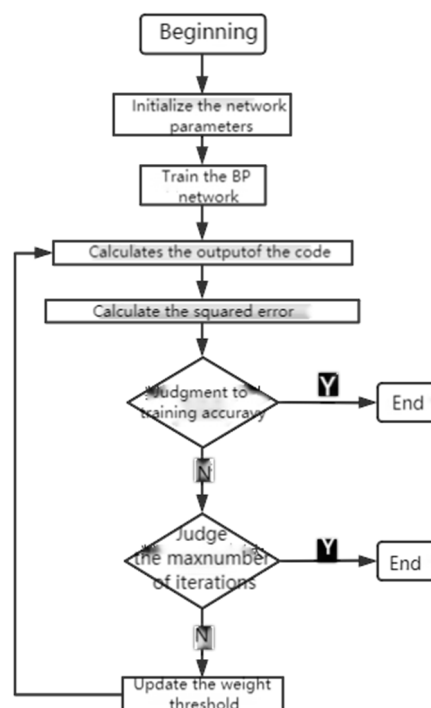 Beginning
Initialize the network
parameters
Train the BP
network
Calculates the outputof the code
Calculate the squared error
Judgment to
training accuravy
Y
End
N
Judge
the maxnumber
of iterations
Y
End
N
Update the weight
threshold